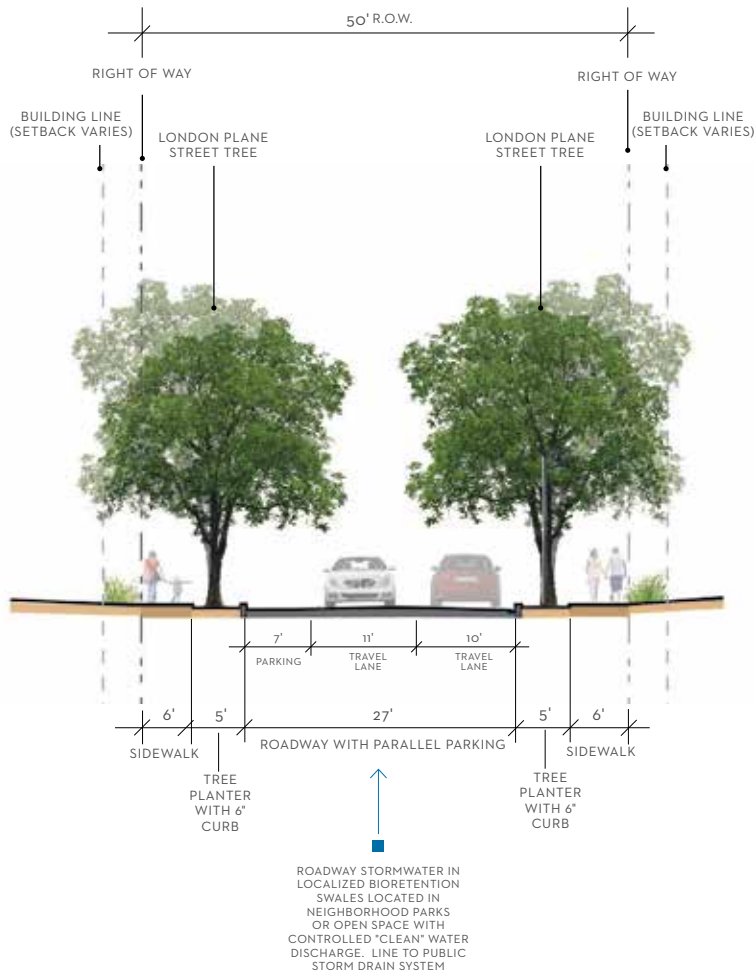 50' R.O.W.
RIGHT OF WAY
RIGHT OF WAY
BUILDING LINE
(SETBACK VARIES)
LONDON PLANE
STREET TREE
LONDON PLANE
STREET TREE
BUILDING LINE
(SETBACK VARIES)
7'
11'
10'
PARKING
TRAVEL
LANE
TRAVEL
LANE
6'
5'
27'
5'
6'
SIDEWALK
ROADWAY WITH PARALLEL PARKING
SIDEWALK
TREE
PLANTER
WITH 6"
CURB
TREE
PLANTER
WITH 6"
CURB
ROADWAY STORMWATER IN
LOCALIZED BIORETENTION
SWALES LOCATED IN
NEIGHBORHOOD PARKS
OR OPEN SPACE WITH
CONTROLLED "CLEAN" WATER
DISCHARGE. LINE TO PUBLIC
STORM DRAIN SYSTEM